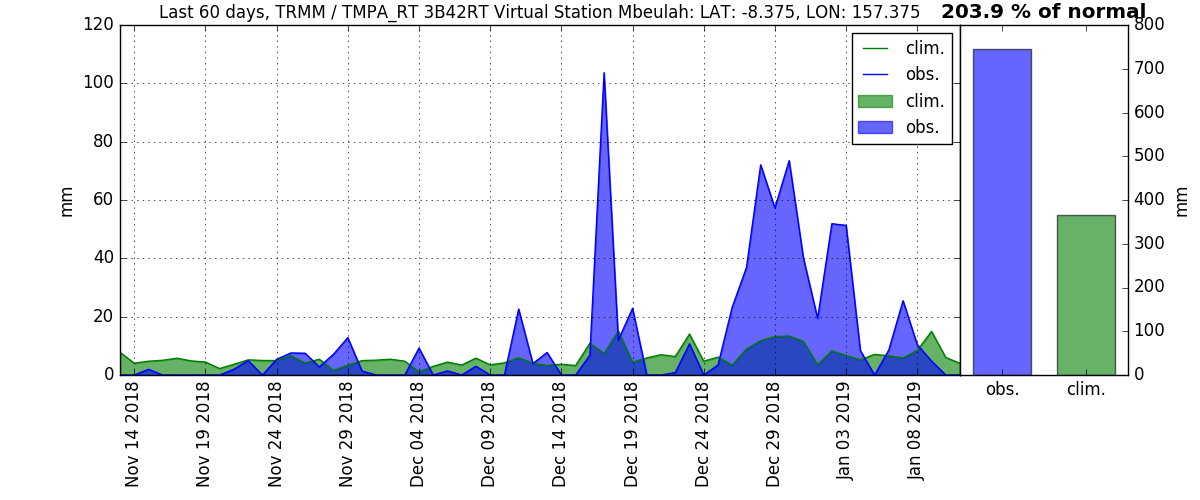 Last 60 days, TRMM / TMPA_RT 3B42RT Virtual Station Mbeulah: LAT: -8.375, LON: 157.375
203.9 % of normal
120
100
80
60
40
20
0
mm
clim.
obs.
clim.
obs.
Nov 14 2018
Nov 19 2018
Nov 24 2018
Nov 29 2018
Dec 04 2018
Dec 09 2018
Dec 14 2018
Dec 19 2018
Dec 24 2018
Dec 29 2018
Jan 03 2019
Jan 08 2019
800
700
600
500
400
300
200
100
0
mm
obs.
clim.